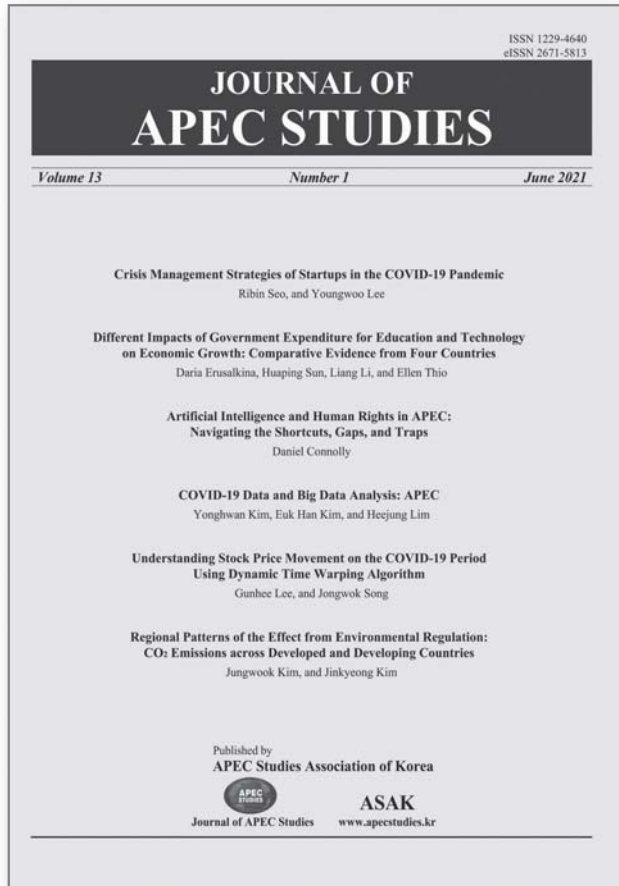 ISSN 1229-4640
eISSN 2671-5813
JOURNAL OF
APEC STUDIES
Volume 13 Number 1 June 2021
Crisis Management Strategies of Startups in the COVID-19 Pandemic
Ribin Seo, and Youngwoo Lee
Different Impacts of Government Expenditure for Education and Technology
on Economic Growth: Comparative Evidence from Four Countries
Daria Erusalkina, Huaping Sun, Liang Li, and Ellen Thio
Artificial Intelligence and Human Rights in APEC:
Navigating the Shortcuts, Gaps, and Traps
Daniel Connolly
COVID-19 Data and Big Data Analysis: APEC
Yonghwan Kim, Euk Han Kim, and Heejung Lim
Understanding Stock Price Movement on the COVID-19 Period
Using Dynamic Time Warping Algorithm
Gunhee Lee, and Jongwok Song
Regional Patterns of the Effect from Environmental Regulation:
CO₂ Emissions across Developed and Developing Countries
Jungwook Kim, and Jinkyeong Kim
Published by
APEC Studies Association of Korea
APEC
STUDIES
ASAK
Journal of APEC Studies www.apecstudies.kr